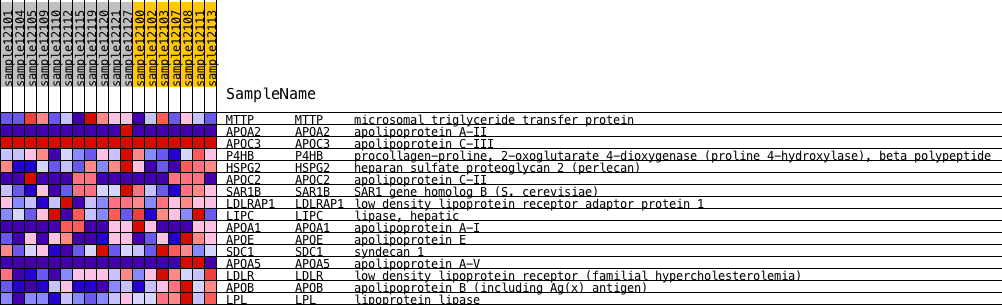 sample12101
sample12104
sample12105
sample12109
sample12110
sample12112
sample12115
sample12119
sample12120
sample12121
sample12127
sample12100
sample12102
sample12103
sample12107
sample12108
sample12111
sample12113
SampleName
MTTP MTTP microsomal triglyceride transfer protein
APOA2 APOA2 apolipoprotein A-II
APOC3 APOC3 apolipoprotein C-III
P4HB P4HB procollagen-proline, 2-oxoglutarate 4-dioxygenase (proline 4-hydroxylase), beta polypeptide
HSPG2 HSPG2 heparan sulfate proteoglycan 2 (perlecan)
APOC2 APOC2 apolipoprotein C-II
SAR1B SAR1B SAR1 gene homolog B (S. cerevisiae)
LDLRAP1 LDLRAP1 low density lipoprotein receptor adaptor protein 1
LIPC LIPC lipase, hepatic
APOA1 APOA1 apolipoprotein A-I
APOE APOE apolipoprotein E
SDC1 SDC1 syndecan 1
APOA5 APOA5 apolipoprotein A-V
LDLR LDLR low density lipoprotein receptor (familial hypercholesterolemia)
APOB APOB apolipoprotein B (including Ag(x) antigen)
LPL LPL lipoprotein lipase